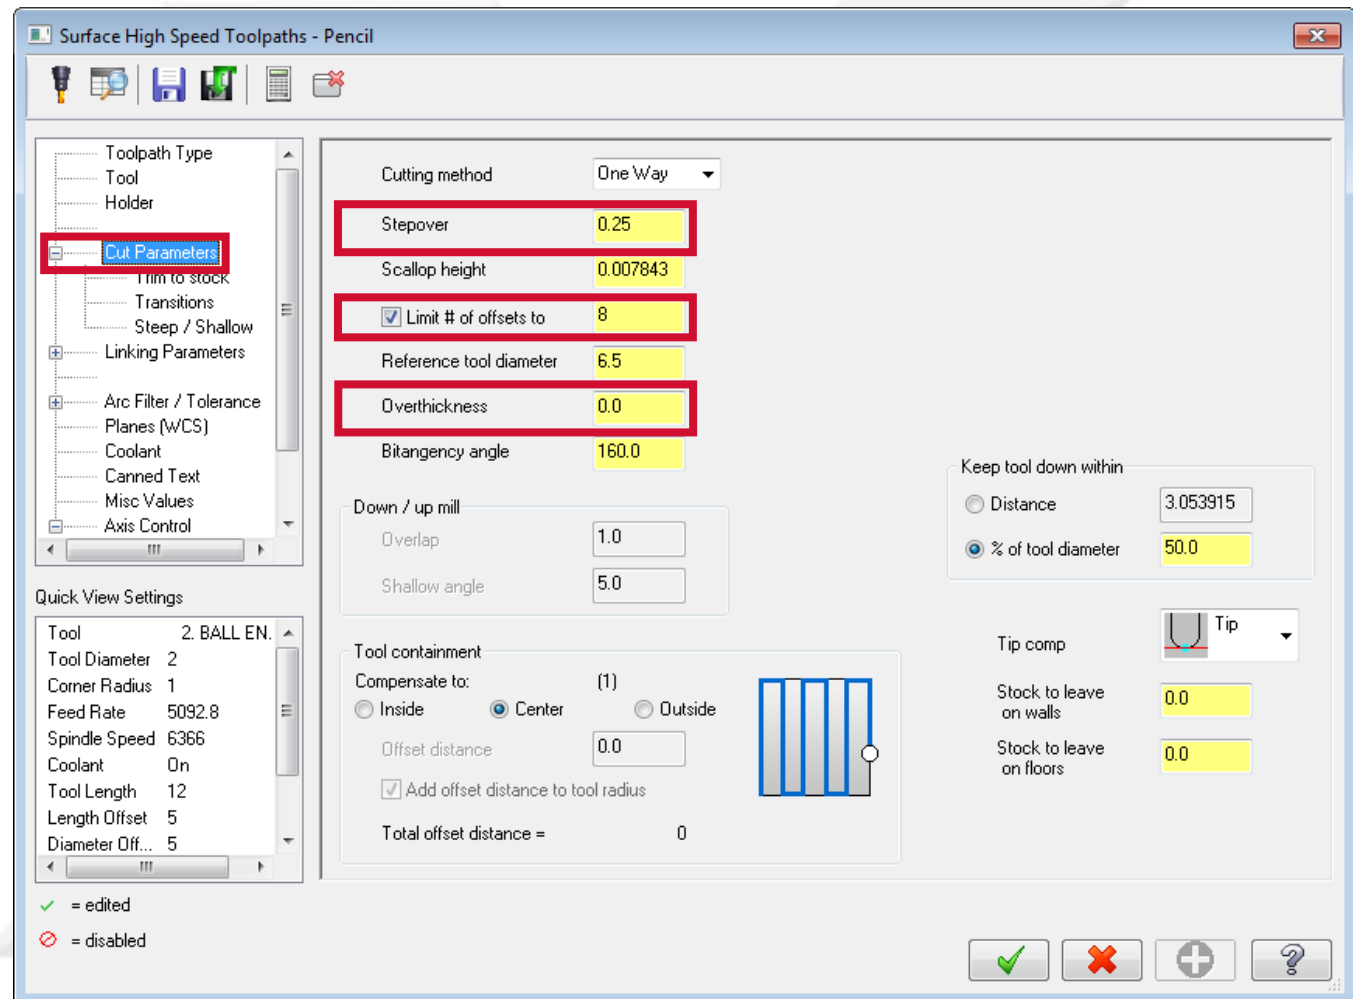 Surface High Speed Toolpaths - Pencil
Toolpath Type
Tool
Holder
Cut Parameters
Trim to stock
Transitions
Steep / Shallow
Linking Parameters
Arc Filter / Tolerance
Planes (WCS)
Coolant
Canned Text
Misc Values
Axis Control
Quick View Settings
Tool 2. BALL EN.
Tool Diameter 2
Corner Radius 1
Feed Rate 5092.8
Spindle Speed 6366
Coolant On
Tool Length 12
Length Offset 5
Diameter Off... 5
= edited
= disabled
Cutting method One Way
Stepover 0.25
Scallop height 0.007843
Limit # of offsets to 8
Reference tool diameter 6.5
Overthickness 0.0
Bitangency angle 160.0
Down / up mill
Overlap 1.0
Shallow angle 5.0
Tool containment
Compensate to: (1)
Inside Center Outside
Offset distance 0.0
Add offset distance to tool radius
Total offset distance = 0
Keep tool down within
Distance 3.053915
% of tool diameter 50.0
Tip comp Tip
Stock to leave
on walls 0.0
Stock to leave
on floors 0.0